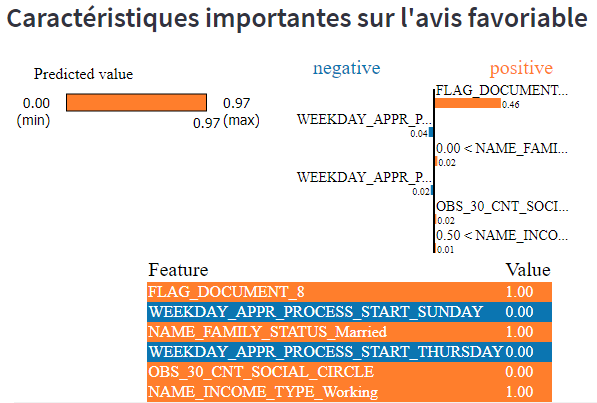 Caractéristiques importantes sur l'avis favoriable
Predicted value
0.00
(min)
0.97
(max)
0.97
negative
positive
FLAG_DOCUMENT...
0.46
WEEKDAY_APPR_P...
0.04
0.00 < NAME_FAMI...
0.02
WEEKDAY_APPR_P...
0.02
OBS_30_CNT_SOCI...
0.02
0.50 < NAME_INCO...
0.01
Feature Value
FLAG_DOCUMENT_8 1.00
WEEKDAY_APPR_PROCESS_START_SUNDAY 0.00
NAME_FAMILY_STATUS_Married 1.00
WEEKDAY_APPR_PROCESS_START_THURSDAY 0.00
OBS_30_CNT_SOCIAL_CIRCLE 0.00
NAME_INCOME_TYPE_Working 1.00